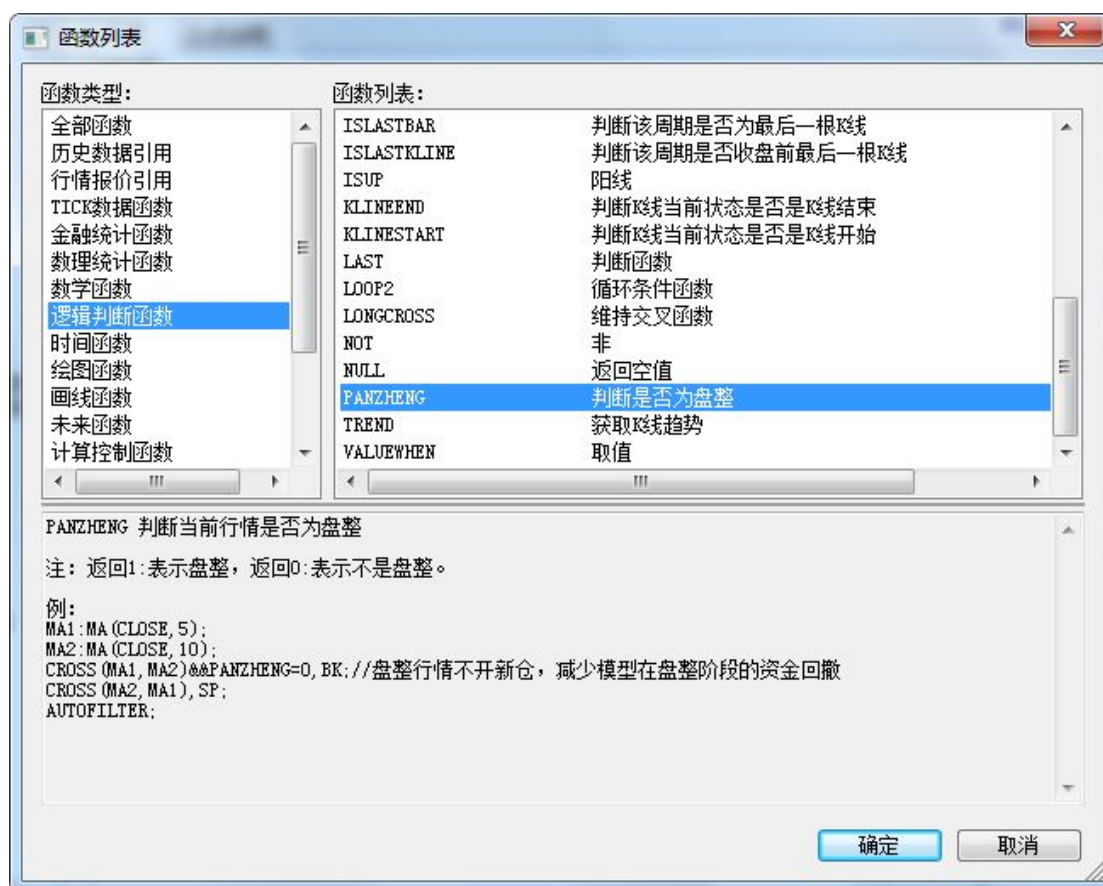 函数列表
函数类型:
全部函数
历史数据引用
行情报价引用
TICK数据函数
金融统计函数
数理统计函数
数学函数
逻辑判断函数
时间函数
绘图函数
画线函数
未来函数
计算控制函数
函数列表:
ISLASTBAR 判断该周期是否为最后一根K线
ISLASTKLINE 判断该周期是否收盘前最后一根K线
ISUP 阳线
KLINEEND 判断K线当前状态是否是K线结束
KLINESTART 判断K线当前状态是否是K线开始
LAST 判断函数
LOOP2 循环条件函数
LONGCROSS 维持交叉函数
NOT 非
NULL 返回空值
PANZHENG 判断是否为盘整
TREND 获取K线趋势
VALUEWHEN 取值
PANZHENG 判断当前行情是否为盘整
注: 返回1:表示盘整，返回0:表示不是盘整。
例:
MA1:MA(CLOSE,5);
MA2:MA(CLOSE,10);
CROSS(MA1,MA2)&&PANZHENG=0,BK;//盘整行情不开新仓，减少模型在盘整阶段的资金回撤
CROSS(MA2,MA1),SP;
AUTOFILTER;
确定 取消